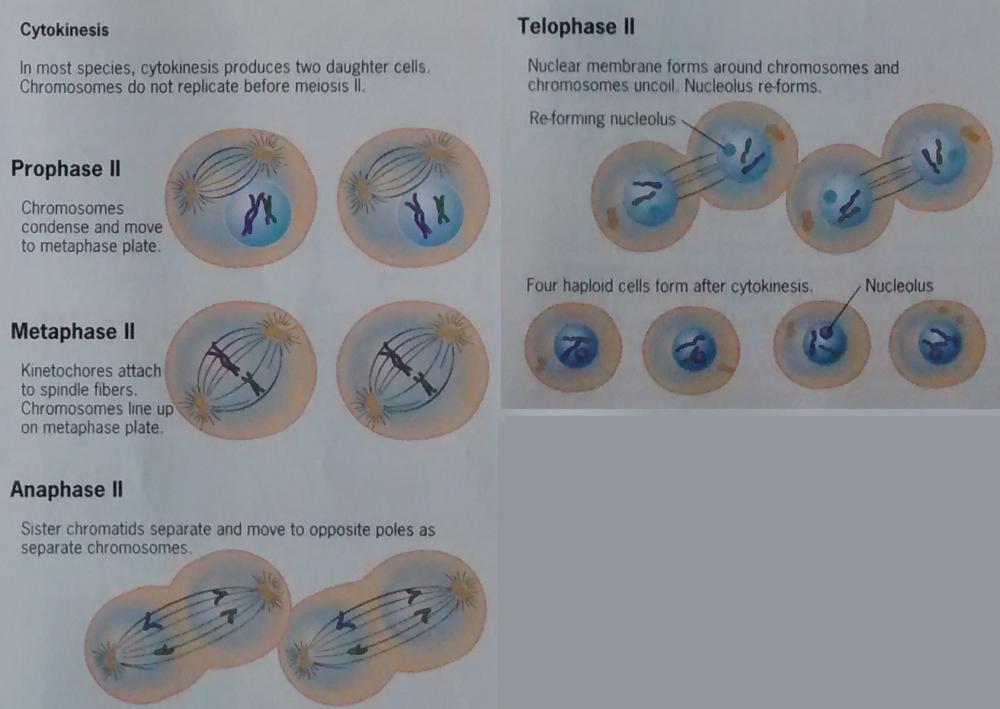 Cytokinesis
In most species, cytokinesis produces two daughter cells.
Chromosomes do not replicate before meiosis II.
Prophase II
Chromosomes
condense and move
to metaphase plate.
Metaphase II
Kinetochores attach
to spindle fibers.
Chromosomes line up
on metaphase plate.
Anaphase II
Sister chromatids separate and move to opposite poles as
separate chromosomes.
Telophase II
Nuclear membrane forms around chromosomes and
chromosomes uncoil. Nucleolus re-forms.
Re-forming nucleolus
Four haploid cells form after cytokinesis.
Nucleolus